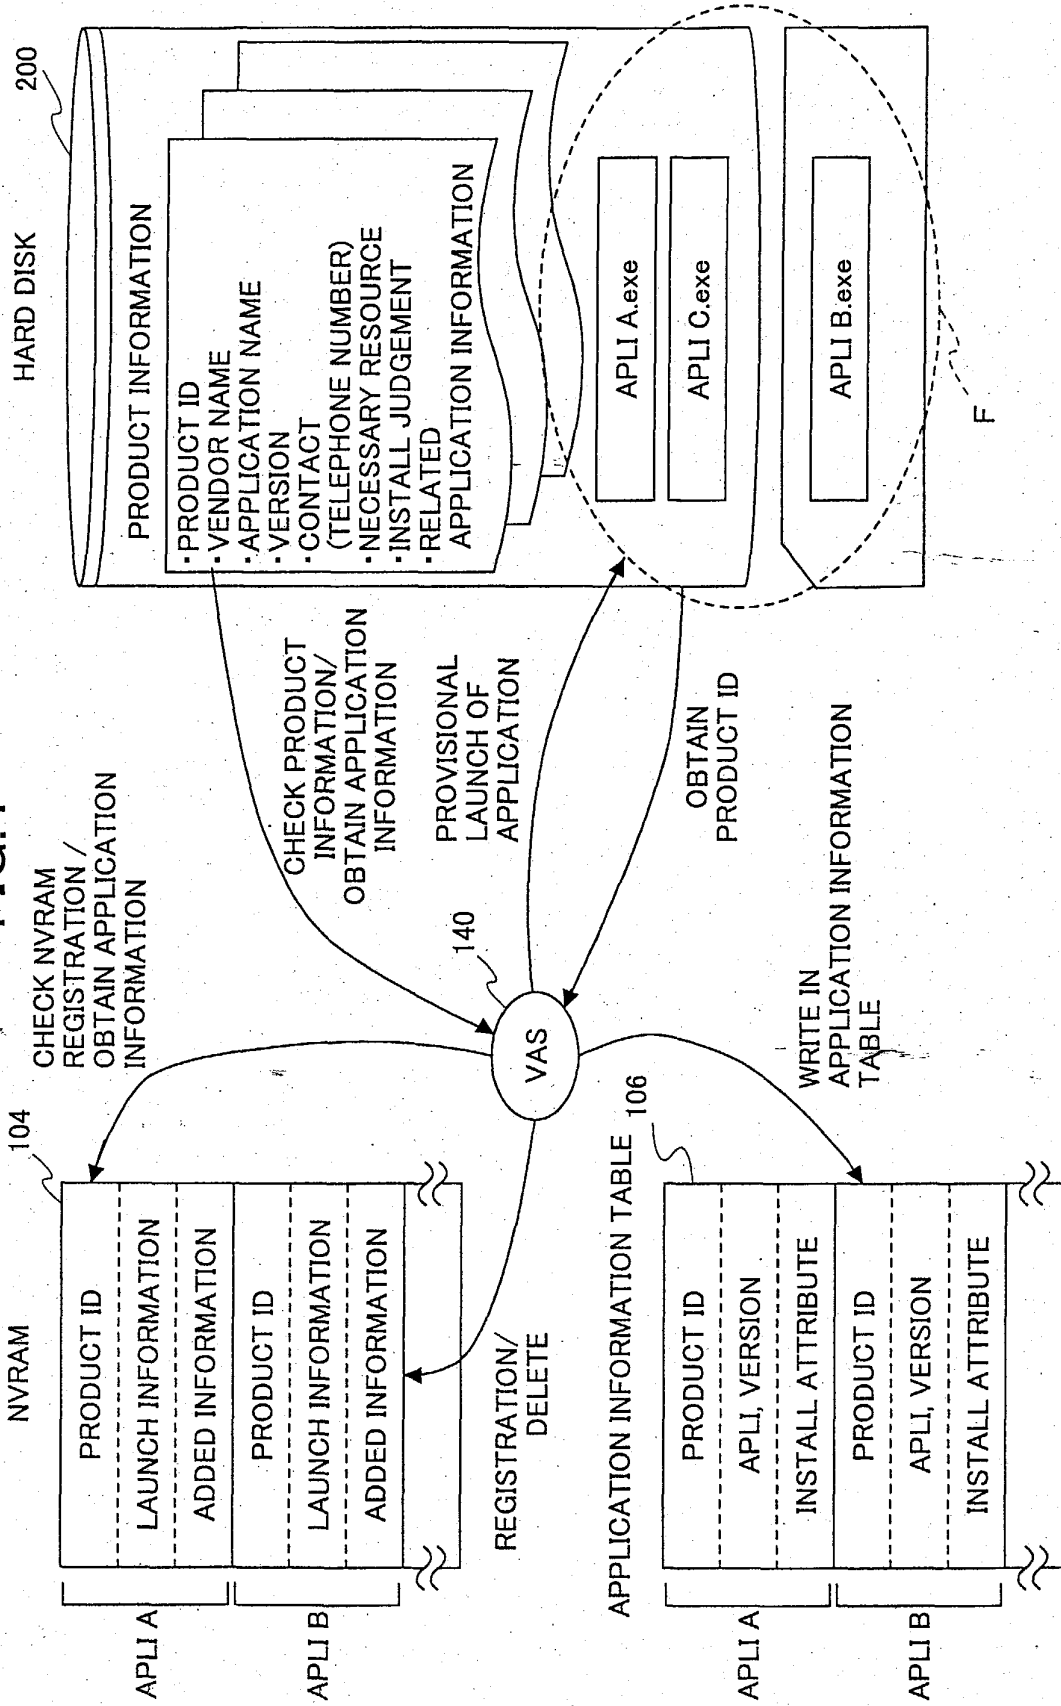 NVRAM
104
PRODUCT ID
LAUNCH INFORMATION
ADDED INFORMATION
PRODUCT ID
LAUNCH INFORMATION
ADDED INFORMATION
APLI A
APLI B
CHECK NVRAM
REGISTRATION /
OBTAIN APPLICATION
INFORMATION
REGISTRATION/
DELETE
APPLICATION INFORMATION TABLE
106
PRODUCT ID
APLI, VERSION
INSTALL ATTRIBUTE
PRODUCT ID
APLI, VERSION
INSTALL ATTRIBUTE
APLI A
APLI B
WRITE IN
APPLICATION INFORMATION
TABLE
VAS
140
CHECK PRODUCT
INFORMATION/
OBTAIN APPLICATION
INFORMATION
PROVISIONAL
LAUNCH OF
APPLICATION
OBTAIN
PRODUCT ID
HARD DISK
200
PRODUCT INFORMATION
・PRODUCT ID
・VENDOR NAME
・APPLICATION NAME
・VERSION
・CONTACT
(TELEPHONE NUMBER)
・NECESSARY RESOURCE
・INSTALL JUDGEMENT
・RELATED
APPLICATION INFORMATION
APLI A.exe
APLI C.exe
APLI B.exe
F